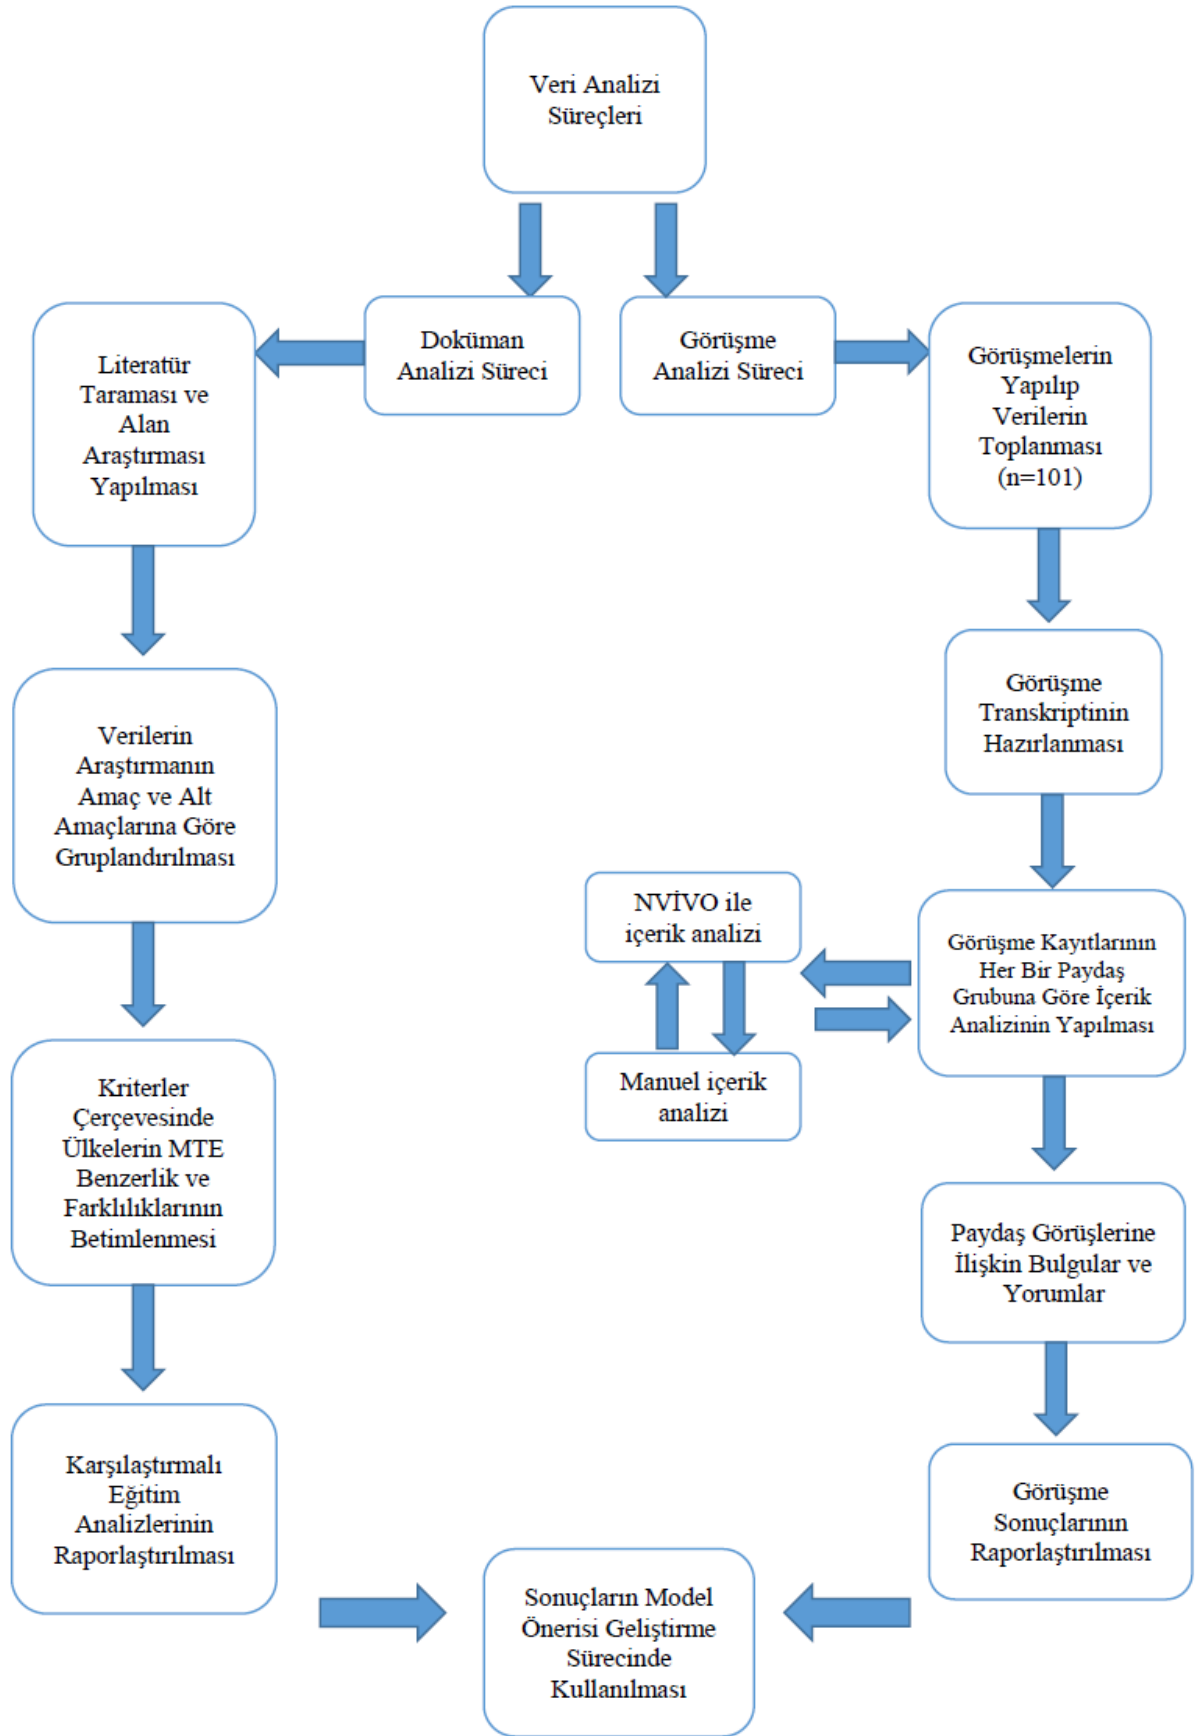 Veri Analizi
Süreçleri
Doküman
Analizi Süreci
Görüşme
Analizi Süreci
Literatür
Taraması ve
Alan
Araştırması
Yapılması
Görüşmelerin
Yapılıp
Verilerin
Toplanması
(n=101)
Verilerin
Araştırmanın
Amaç ve Alt
Amaçlarına Göre
Gruplandırılması
Görüşme
Transkriptinin
Hazırlanması
NVİVO ile
içerik analizi
Manuel içerik
analizi
Görüşme Kayıtlarının
Her Bir Paydaş
Grubuna Göre İçerik
Analizinin Yapılması
Kriterler
Çerçevesinde
Ülkelerin MTE
Benzerlik ve
Farklılıklarının
Betimlenmesi
Paydaş Görüşlerine
İlişkin Bulgular ve
Yorumlar
Karşılaştırmalı
Eğitim
Analizlerinin
Raporlaştırılması
Görüşme
Sonuçlarının
Raporlaştırılması
Sonuçların Model
Önerisi Geliştirme
Sürecinde
Kullanılması